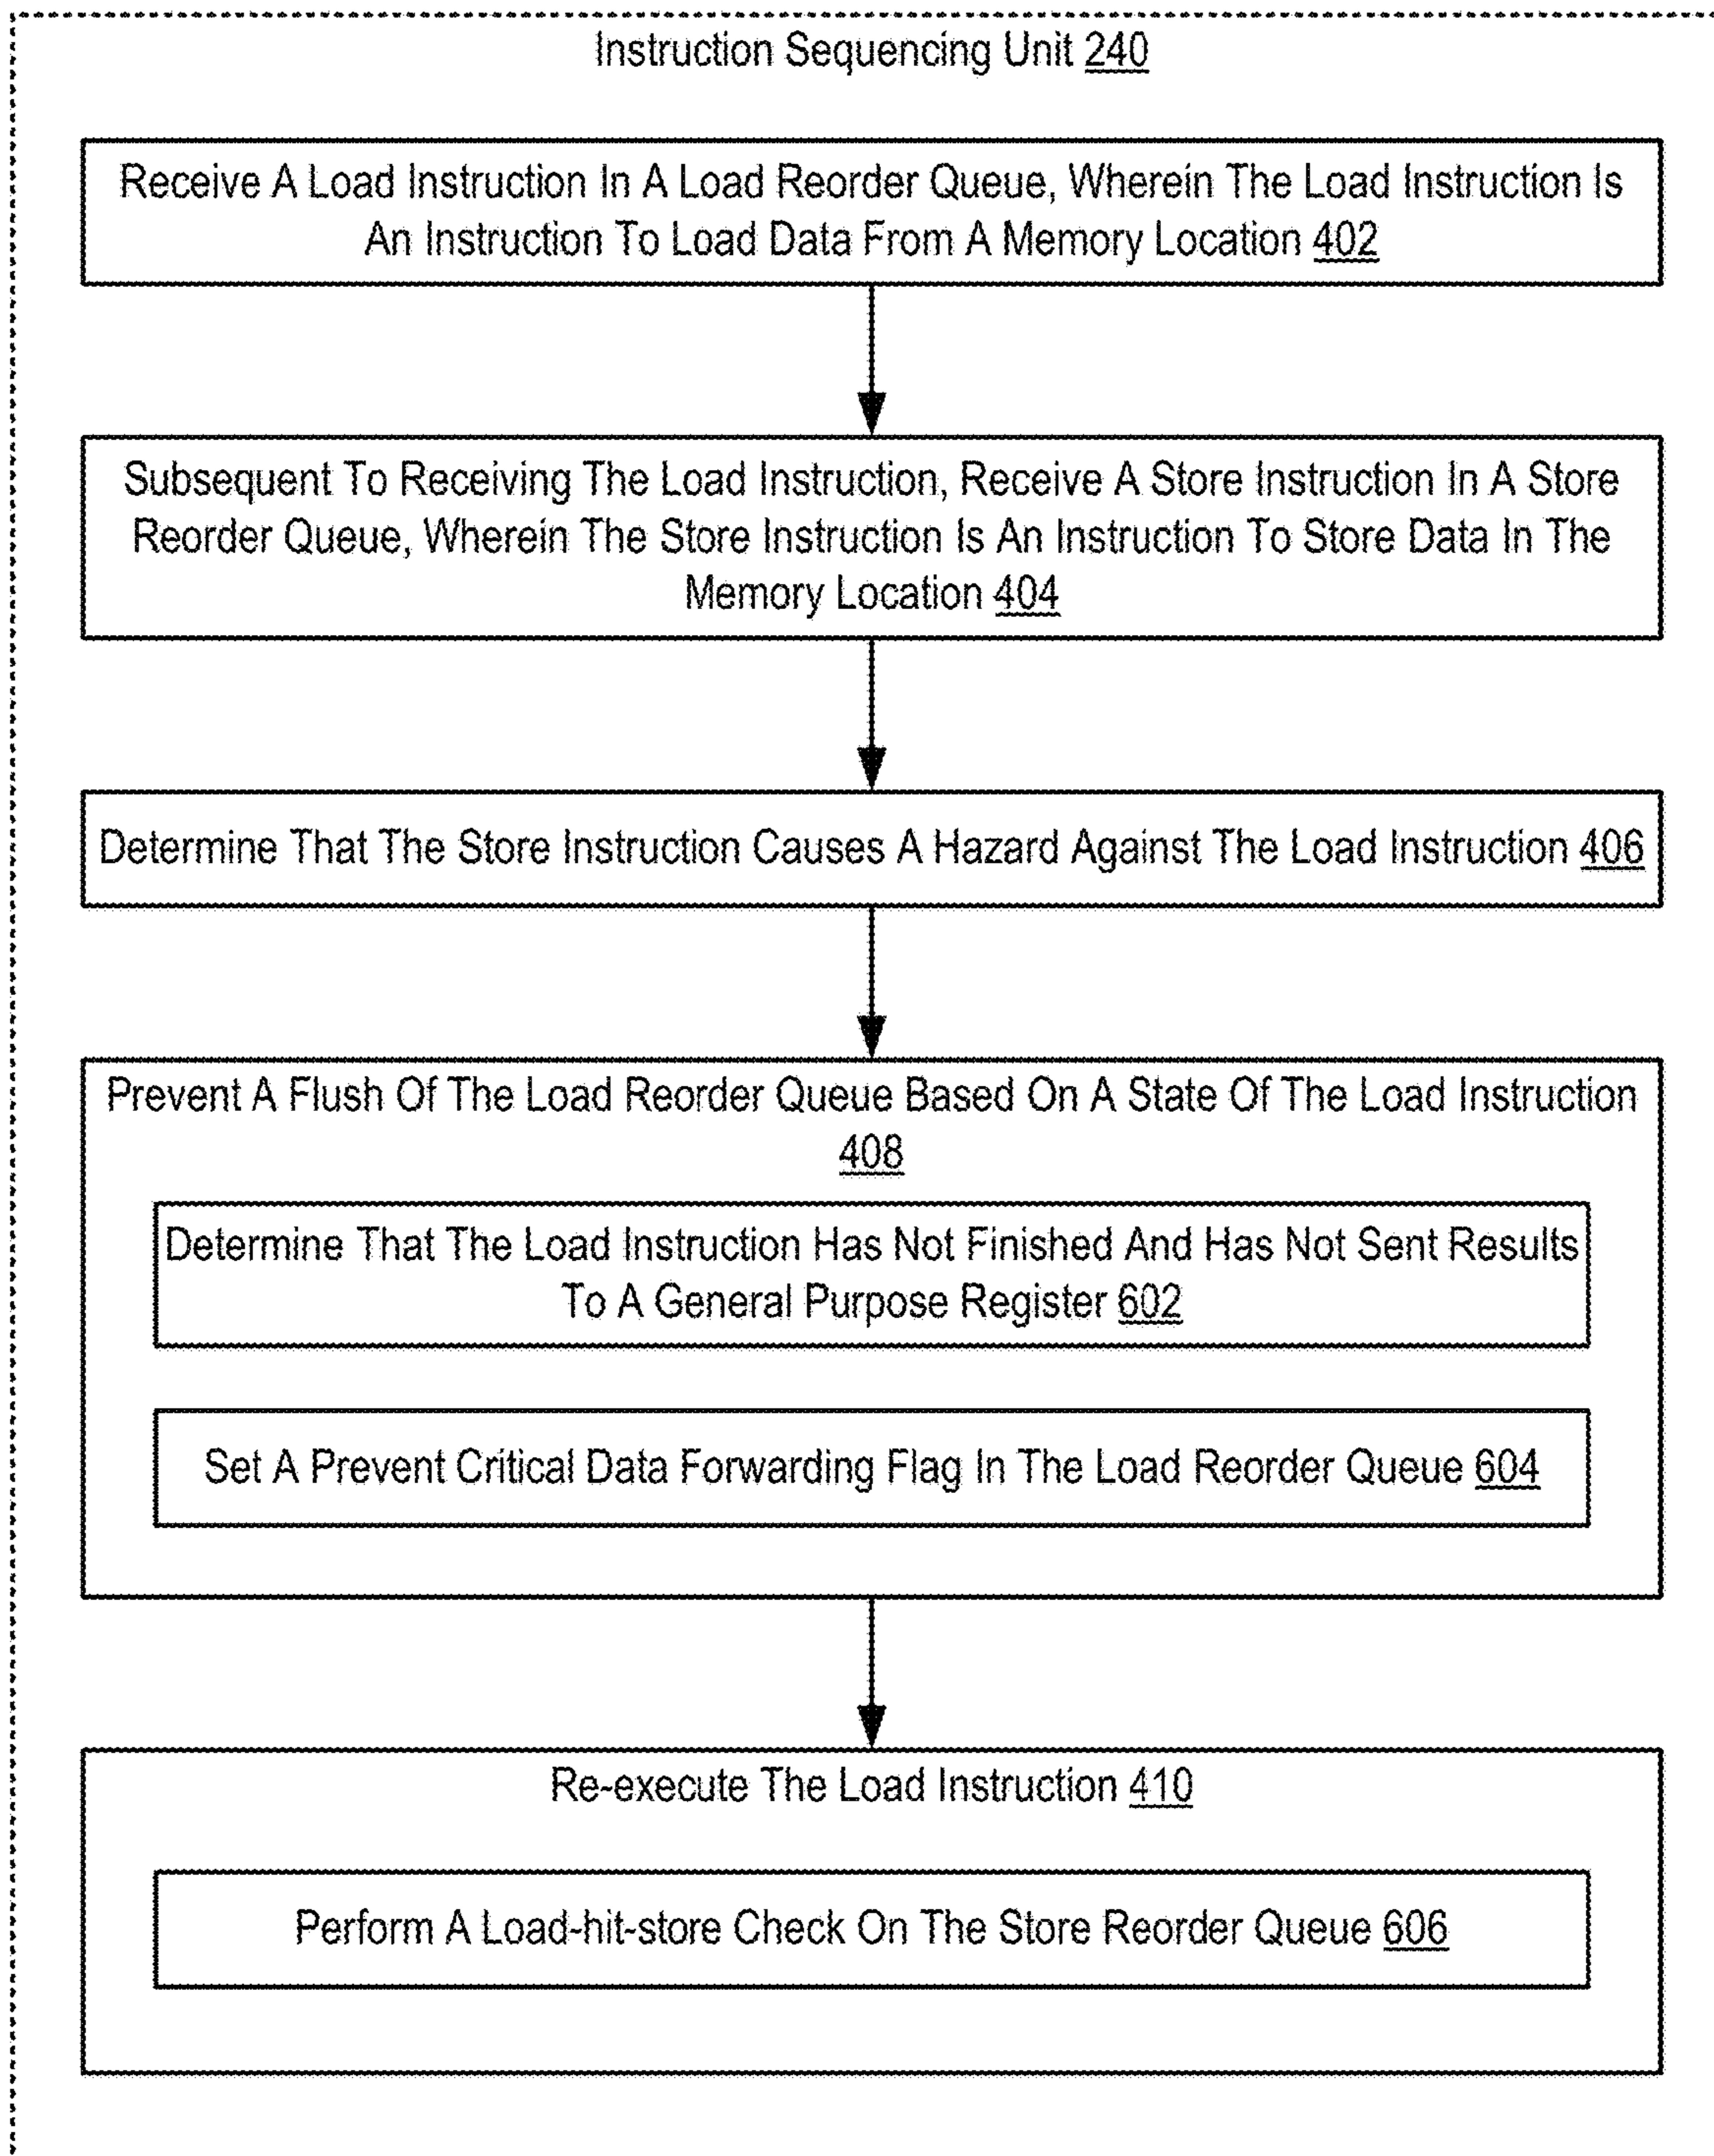 Instruction Sequencing Unit 240
Receive A Load Instruction In A Load Reorder Queue, Wherein The Load Instruction Is
An Instruction To Load Data From A Memory Location 402
Subsequent To Receiving The Load Instruction, Receive A Store Instruction In A Store
Reorder Queue, Wherein The Store Instruction Is An Instruction To Store Data In The
Memory Location 404
Determine That The Store Instruction Causes A Hazard Against The Load Instruction 406
Prevent A Flush Of The Load Reorder Queue Based On A State Of The Load Instruction
408
Determine That The Load Instruction Has Not Finished And Has Not Sent Results
To A General Purpose Register 602
Set A Prevent Critical Data Forwarding Flag In The Load Reorder Queue 604
Re-execute The Load Instruction 410
Perform A Load-hit-store Check On The Store Reorder Queue 606